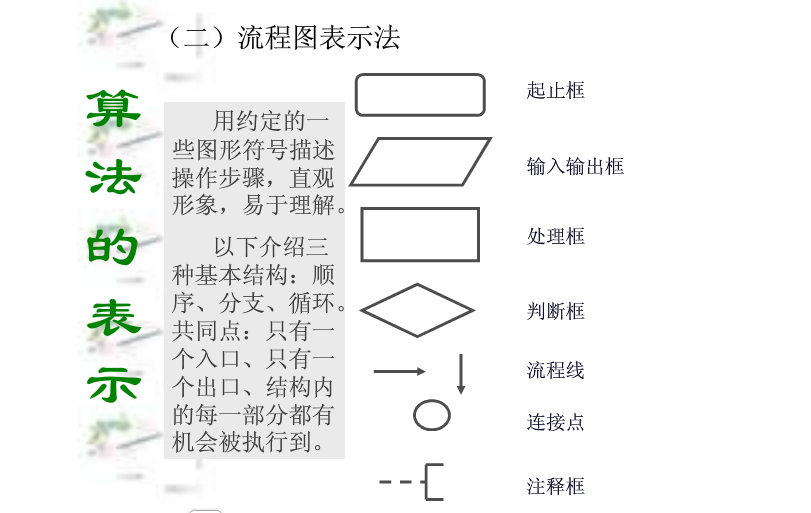 （二）流程图表示法
算法的表示
用约定的一
些图形符号描述
操作步骤，直观
形象，易于理解。
以下介绍三
种基本结构：顺
序、分支、循环。
共同点：只有一
个入口、只有一
个出口、结构内
的每一部分都有
机会被执行到。
起止框
输入输出框
处理框
判断框
流程线
连接点
注释框